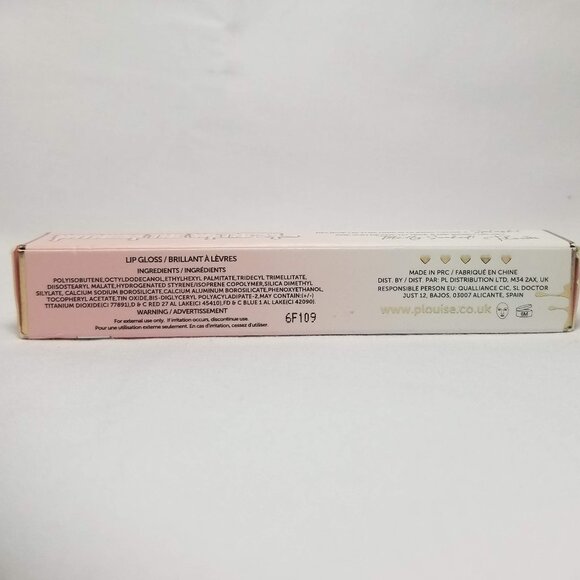 LIP GLOSS / BRILLANT À LÈVRES
INGREDIENTS / INGRÉDIENTS
POLYISOBUTENE, OCTYLDODECANOL, ETHYLHEXYL PALMITATE, TRIDECYL TRIMELLITATE,
DIISOSTEARYL MALATE, HYDROGENATED STYRENE/ISOPRENE COPOLYMER, SILICA DIMETHYL
SILYLATE, CALCIUM SODIUM BOROSILICATE, CALCIUM ALUMINUM BOROSILICATE, PHENOXYETHANOL,
TOCOPHERYL ACETATE, TIN OXIDE, BIS-DIGLYCERYL POLYACYLADIPATE-2, MAY CONTAIN:(+/-)
TITANIUM DIOXIDE(CI 77891),D & C RED 27 AL LAKE(CI 45410),FD & C BLUE 1 AL LAKE(CI 42090).
WARNING / ADVERTISSEMENT
For external use only. If irritation occurs, discontinue use.
Pour une utilisation externe seulement. En cas d'irritation, cessez d'utiliser.
6F109
MADE IN PRC / FABRIQUÉ EN CHINE
DIST. BY / DIST. PAR: PL DISTRIBUTION LTD, M34 2AX, UK
RESPONSIBLE PERSON EU: QUALLIANCE CIC, SL DOCTOR
JUST 12, BAJOS, 03007 ALICANTE, SPAIN
www.plouise.co.uk